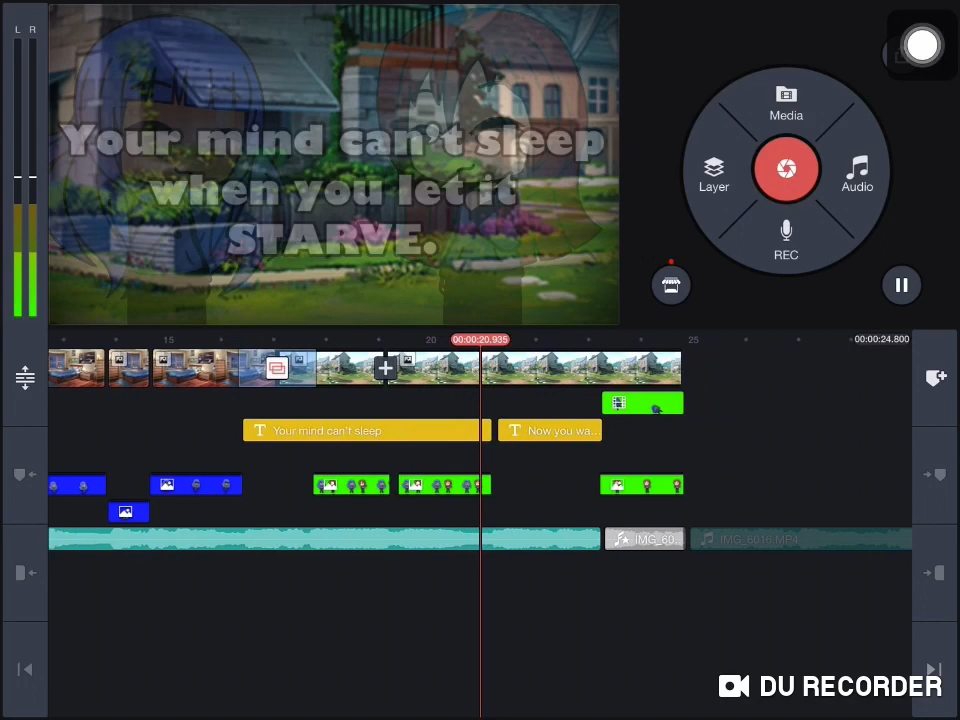 L R
Your mind can't sleep
when you let it
STARVE.
Media
Layer
Audio
REC
15
20
00:00:20.935
25
00:00:24.800
Your mind can't sleep
Now you wa...
IMG_60...
IMG_6016.MP4
DU RECORDER